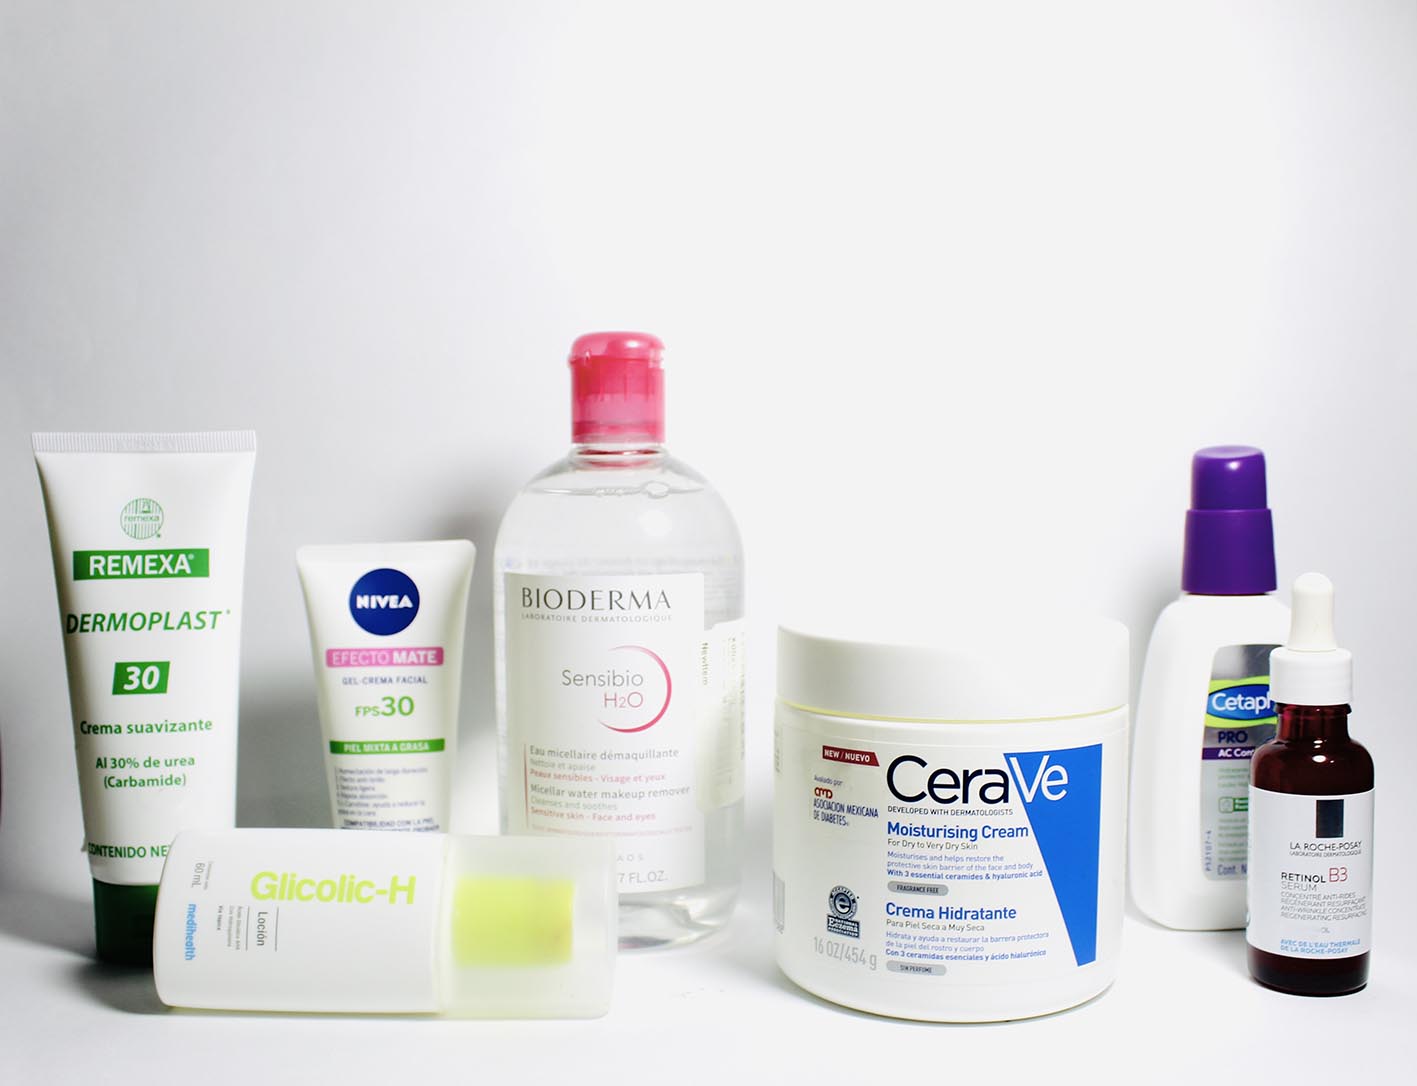 remexa
REMEXA®
DERMOPLAST®
30
Crema suavizante
Al 30% de urea
(Carbamide)
CONTENIDO NE
NIVEA
EFECTO MATE
GEL-CREMA FACIAL
FPS30
PIEL MIXTA A GRASA
Glicolic-H
Loción
60 mL
medihealth
BIODERMA
LABORATOIRE DERMATOLOGIQUE
Sensibio
H2O
Eau micellaire démaquillante
Nettoie et apaise
Peaux sensibles - Visage et yeux
Micellar water makeup remover
Cleanses and soothes
Sensitive skin - Face and eyes
7 FL.OZ.
NewItem
NEW / NUEVO
Avalado por:
ASOCIACIÓN MEXICANA
DE DIABETES
CeraVe
DEVELOPED WITH DERMATOLOGISTS
Moisturising Cream
For Dry to Very Dry Skin
Moisturises and helps restore the
protective skin barrier of the face and body
With 3 essential ceramides & hyaluronic acid
FRAGRANCE FREE
Crema Hidratante
Para Piel Seca a Muy Seca
Hidrata y ayuda a restaurar la barrera protectora
de la piel del rostro y cuerpo
Con 3 ceramidas esenciales y ácido hialurónico
SIN PERFUME
16 OZ/454 g
Cetaph
PRO
AC Con
Cont. N
LA ROCHE-POSAY
LABORATOIRE DERMATOLOGIQUE
RETINOL B3
SERUM
CONCENTRÉ ANTI-RIDES
RÉGÉNÉRANT RESURFAÇANT
ANTI-WRINKLE CONCENTRATE
REGENERATING RESURFACING
AVEC DE L'EAU THERMALE
DE LA ROCHE-POSAY